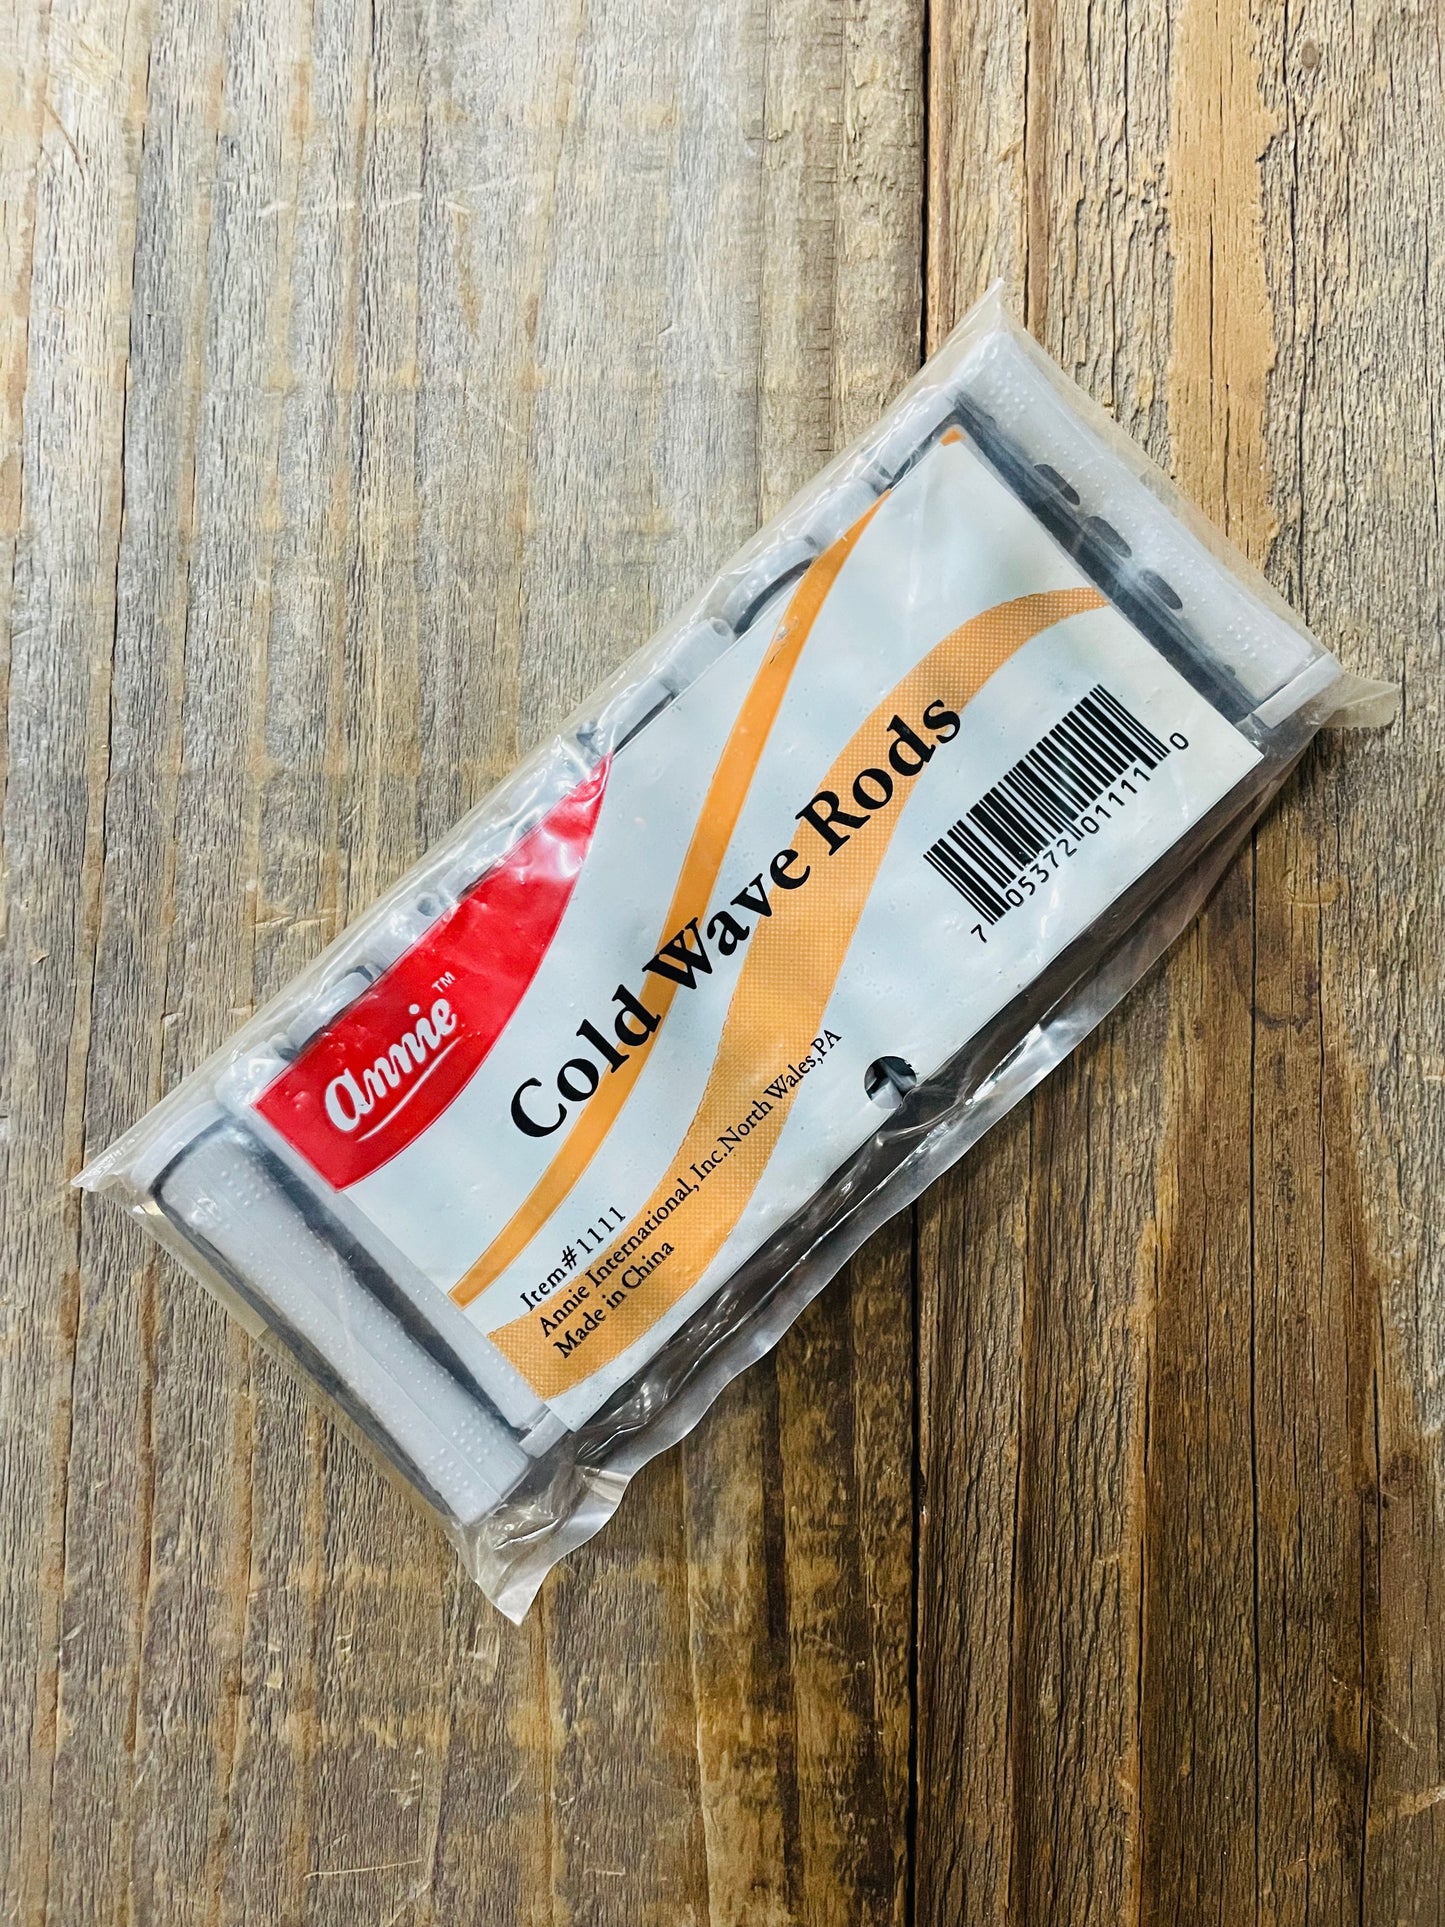 annie™
Cold Wave Rods
Item#1111
Annie International, Inc.North Wales,PA
Made in China
7 05372 01111 0